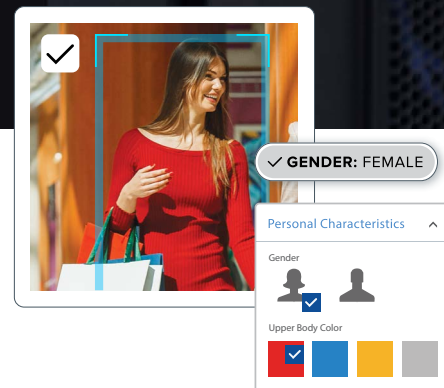 GENDER: FEMALE
Personal Characteristics
Gender
Upper Body Color